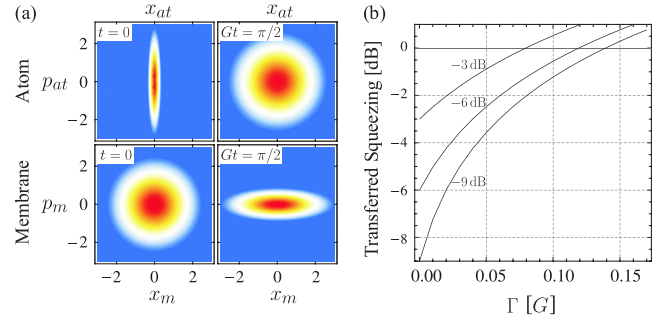 (a)
x_at x_at
Atom
p_at
2
0
−2
t = 0
Gt = π/2
Membrane
p_m
2
0
−2
t = 0
Gt = π/2
−2 0 2 −2 0 2
x_m x_m
(b)
Transferred Squeezing [dB]
0
−2
−4
−6
−8
−3 dB
−6 dB
−9 dB
0.00 0.05 0.10 0.15
Γ [G]